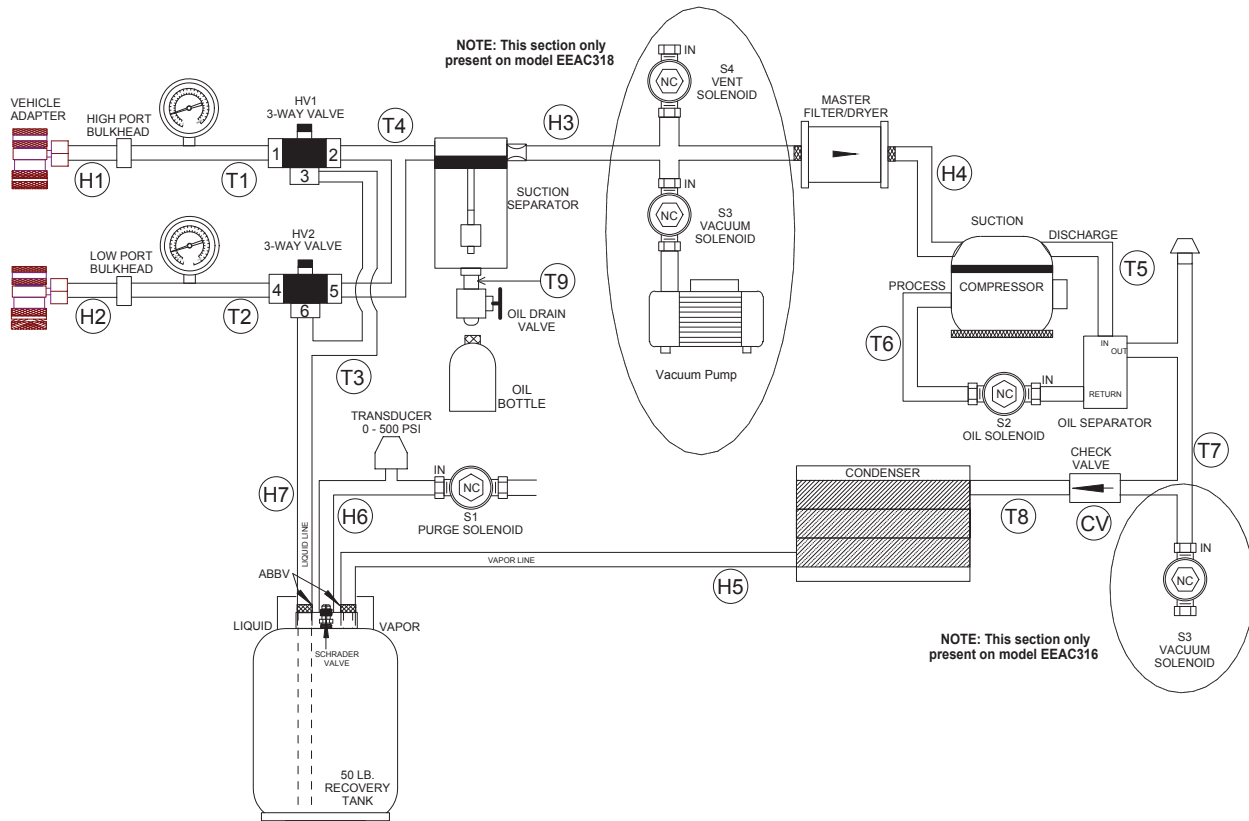 NOTE: This section only
present on model EEAC318
IN
NC
S4
VENT
SOLENOID
MASTER
FILTER/DRYER
VEHICLE
ADAPTER
HIGH PORT
BULKHEAD
HV1
3-WAY VALVE
T4
H3
1
2
3
H1
T1
H4
SUCTION
SEPARATOR
IN
NC
S3
VACUUM
SOLENOID
SUCTION
DISCHARGE
T5
COMPRESSOR
PROCESS
LOW PORT
BULKHEAD
HV2
3-WAY VALVE
4
5
6
H2
T2
T9
OIL DRAIN
VALVE
T6
IN
OUT
RETURN
T3
Vacuum Pump
OIL
BOTTLE
IN
NC
S2
OIL SOLENOID
OIL SEPARATOR
TRANSDUCER
0 - 500 PSI
CHECK
VALVE
T7
IN
NC
S1
PURGE SOLENOID
CONDENSER
H7
H6
T8
CV
LIQUID LINE
VAPOR LINE
H5
IN
NC
ABBV
LIQUID
VAPOR
SCHRADER
VALVE
NOTE: This section only
present on model EEAC316
S3
VACUUM
SOLENOID
50 LB.
RECOVERY
TANK